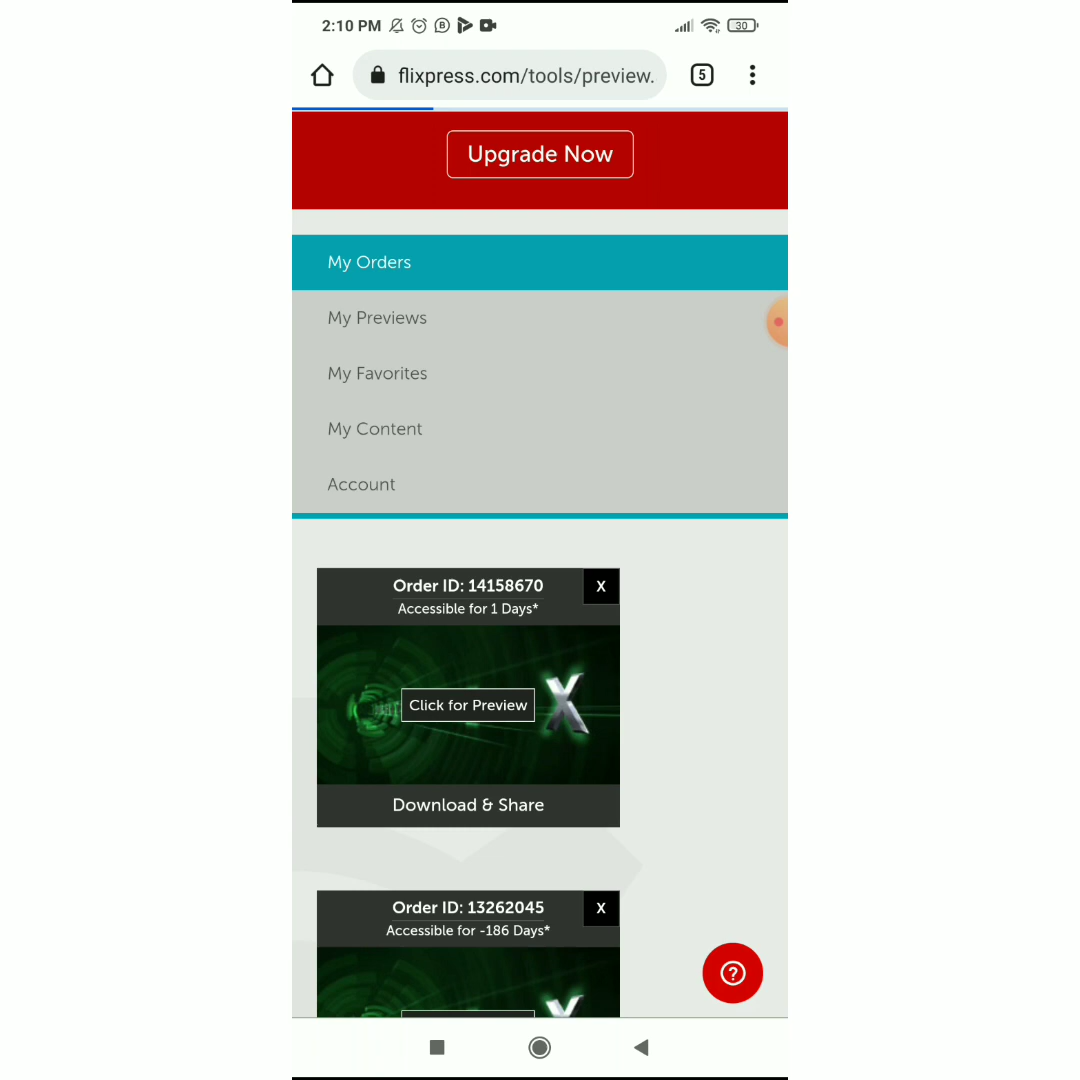 2:10 PM
30
flixpress.com/tools/preview.
5
Upgrade Now
My Orders
My Previews
My Favorites
My Content
Account
Order ID: 14158670
X
Accessible for 1 Days*
Click for Preview
X
Download & Share
Order ID: 13262045
X
Accessible for -186 Days*
?